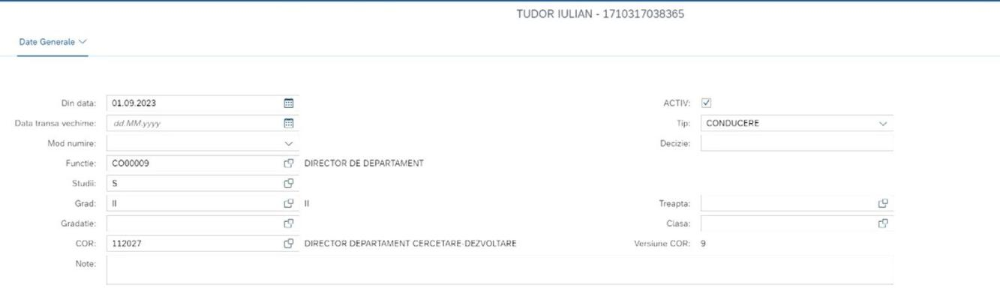 TUDOR IULIAN - 1710317038365
Date Generale
Din data: 01.09.2023 ACTIV:
Data transa vechime: dd.MM.yyyy Tip: CONDUCERE
Mod numire: Decizie:
Functie: CO00009 DIRECTOR DE DEPARTAMENT
Studii: S
Grad: II II Treapta:
Gradatie: Clasa:
COR: 112027 DIRECTOR DEPARTAMENT CERCETARE-DEZVOLTARE Versiune COR: 9
Note: